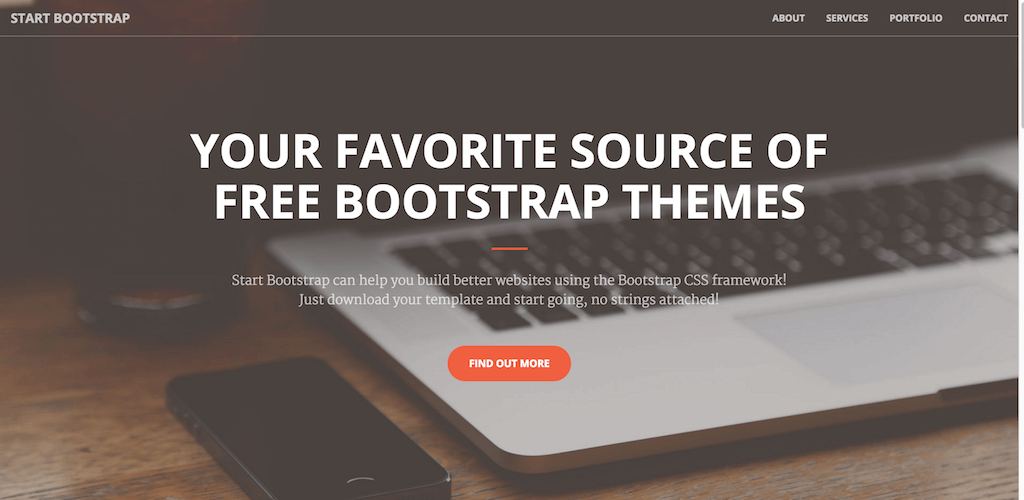 START BOOTSTRAP
ABOUT SERVICES PORTFOLIO CONTACT
YOUR FAVORITE SOURCE OF
FREE BOOTSTRAP THEMES
Start Bootstrap can help you build better websites using the Bootstrap CSS framework!
Just download your template and start going, no strings attached!
FIND OUT MORE